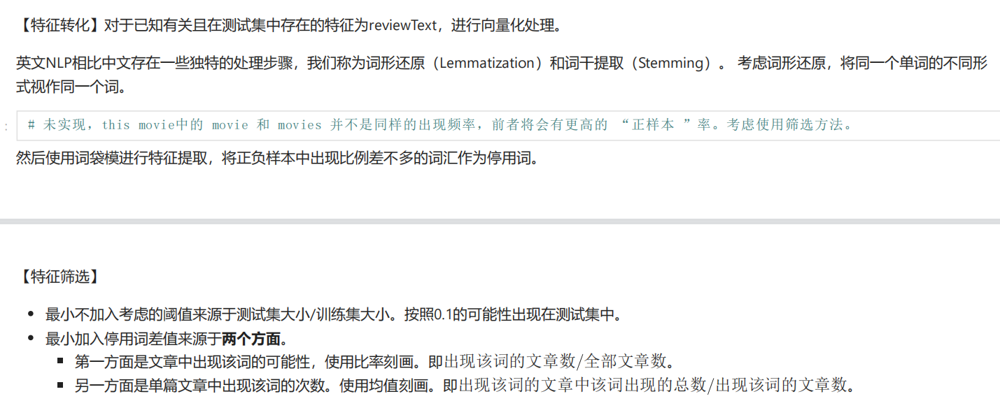 【特征转化】对于已知有关且在测试集中存在的特征为reviewText，进行向量化处理。
英文NLP相比中文存在一些独特的处理步骤，我们称为词形还原（Lemmatization）和词干提取（Stemming）。 考虑词形还原，将同一个单词的不同形
式视作同一个词。
: # 未实现，this movie中的 movie 和 movies 并不是同样的出现频率，前者将会有更高的 “正样本 ”率。考虑使用筛选方法。
然后使用词袋模进行特征提取，将正负样本中出现比例差不多的词汇作为停用词。
【特征筛选】
• 最小不加入考虑的阈值来源于测试集大小/训练集大小。按照0.1的可能性出现在测试集中。
• 最小加入停用词差值来源于两个方面。
▪ 第一方面是文章中出现该词的可能性，使用比率刻画。即出现该词的文章数/全部文章数。
▪ 另一方面是单篇文章中出现该词的次数。使用均值刻画。即出现该词的文章中该词出现的总数/出现该词的文章数。